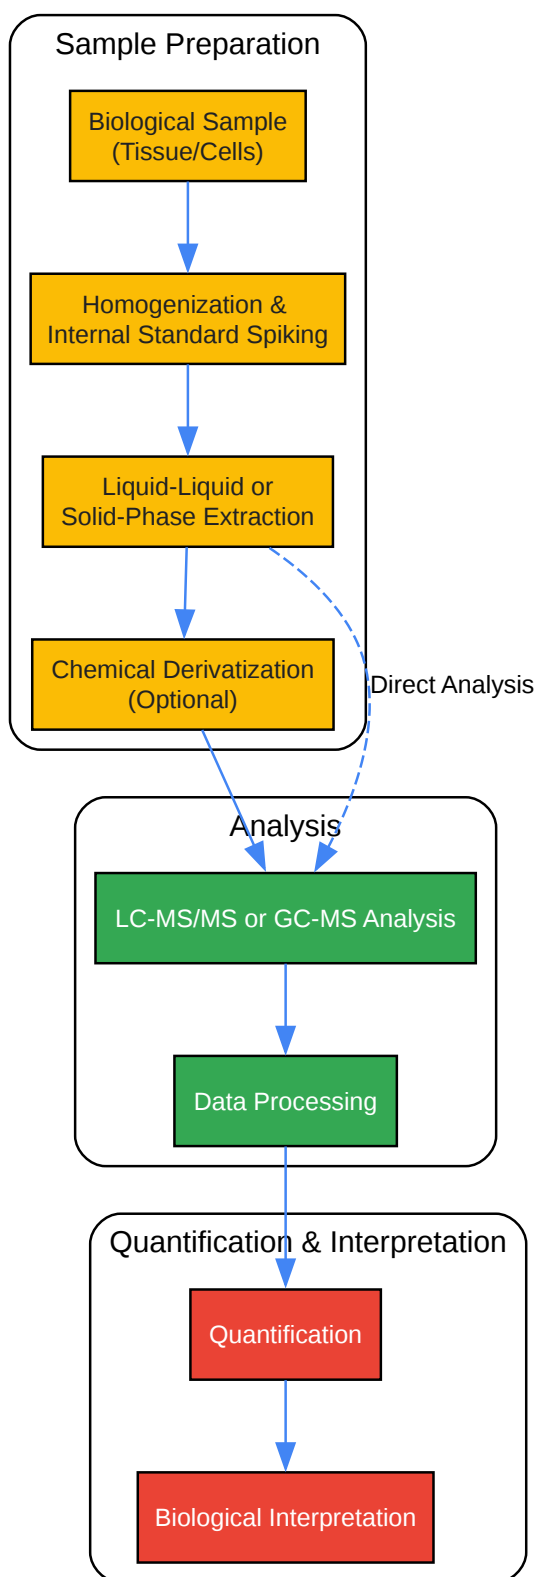 Sample Preparation
Biological Sample
(Tissue/Cells)
Homogenization &
Internal Standard Spiking
Liquid-Liquid or
Solid-Phase Extraction
Chemical Derivatization
(Optional)
Direct Analysis
Analysis
LC-MS/MS or GC-MS Analysis
Data Processing
Quantification & Interpretation
Quantification
Biological Interpretation